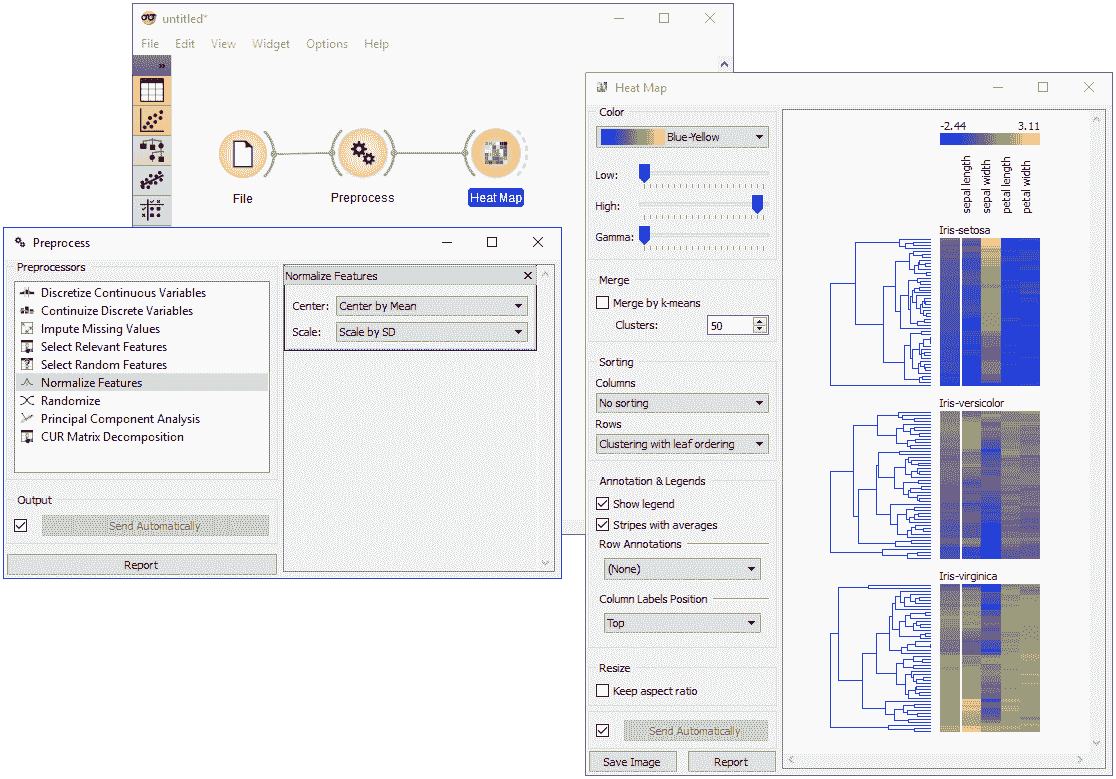 untitled*
File Edit View Widget Options Help
»
File
Preprocess
Heat Map
Preprocess
Preprocessors
Discretize Continuous Variables
Continuize Discrete Variables
Impute Missing Values
Select Relevant Features
Select Random Features
Normalize Features
Randomize
Principal Component Analysis
CUR Matrix Decomposition
Output
Send Automatically
Report
Normalize Features
Center: Center by Mean
Scale: Scale by SD
Heat Map
Color
Blue-Yellow
Low:
High:
Gamma:
Merge
Merge by k-means
Clusters: 50
Sorting
Columns
No sorting
Rows
Clustering with leaf ordering
Annotation & Legends
Show legend
Stripes with averages
Row Annotations
(None)
Column Labels Position
Top
Resize
Keep aspect ratio
Send Automatically
Save Image Report
-2.44 3.11
sepal length
sepal width
petal length
petal width
Iris-setosa
Iris-versicolor
Iris-virginica